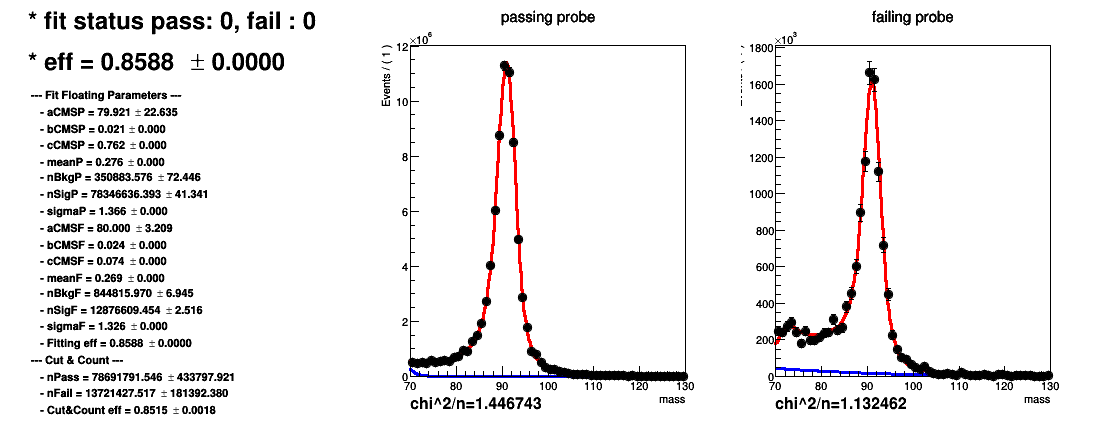 * fit status pass: 0, fail : 0
* eff = 0.8588 ± 0.0000
--- Fit Floating Parameters ---
- aCMSP = 79.921 ± 22.635
- bCMSP = 0.021 ± 0.000
- cCMSP = 0.762 ± 0.000
- meanP = 0.276 ± 0.000
- nBkgP = 350883.576 ± 72.446
- nSigP = 78346636.393 ± 41.341
- sigmaP = 1.366 ± 0.000
- aCMSF = 80.000 ± 3.209
- bCMSF = 0.024 ± 0.000
- cCMSF = 0.074 ± 0.000
- meanF = 0.269 ± 0.000
- nBkgF = 844815.970 ± 6.945
- nSigF = 12876609.454 ± 2.516
- sigmaF = 1.326 ± 0.000
- Fitting eff = 0.8588 ± 0.0000
--- Cut & Count ---
- nPass = 78691791.546 ± 433797.921
- nFail = 13721427.517 ± 181392.380
- Cut&Count eff = 0.8515 ± 0.0018
passing probe
×10⁶
Events / ( 1 )
12
10
8
6
4
2
0
70 80 90 100 110 120 130
mass
chi^2/n=1.446743
failing probe
×10³
1800
1600
1400
1200
1000
800
600
400
200
0
70 80 90 100 110 120 130
mass
chi^2/n=1.132462